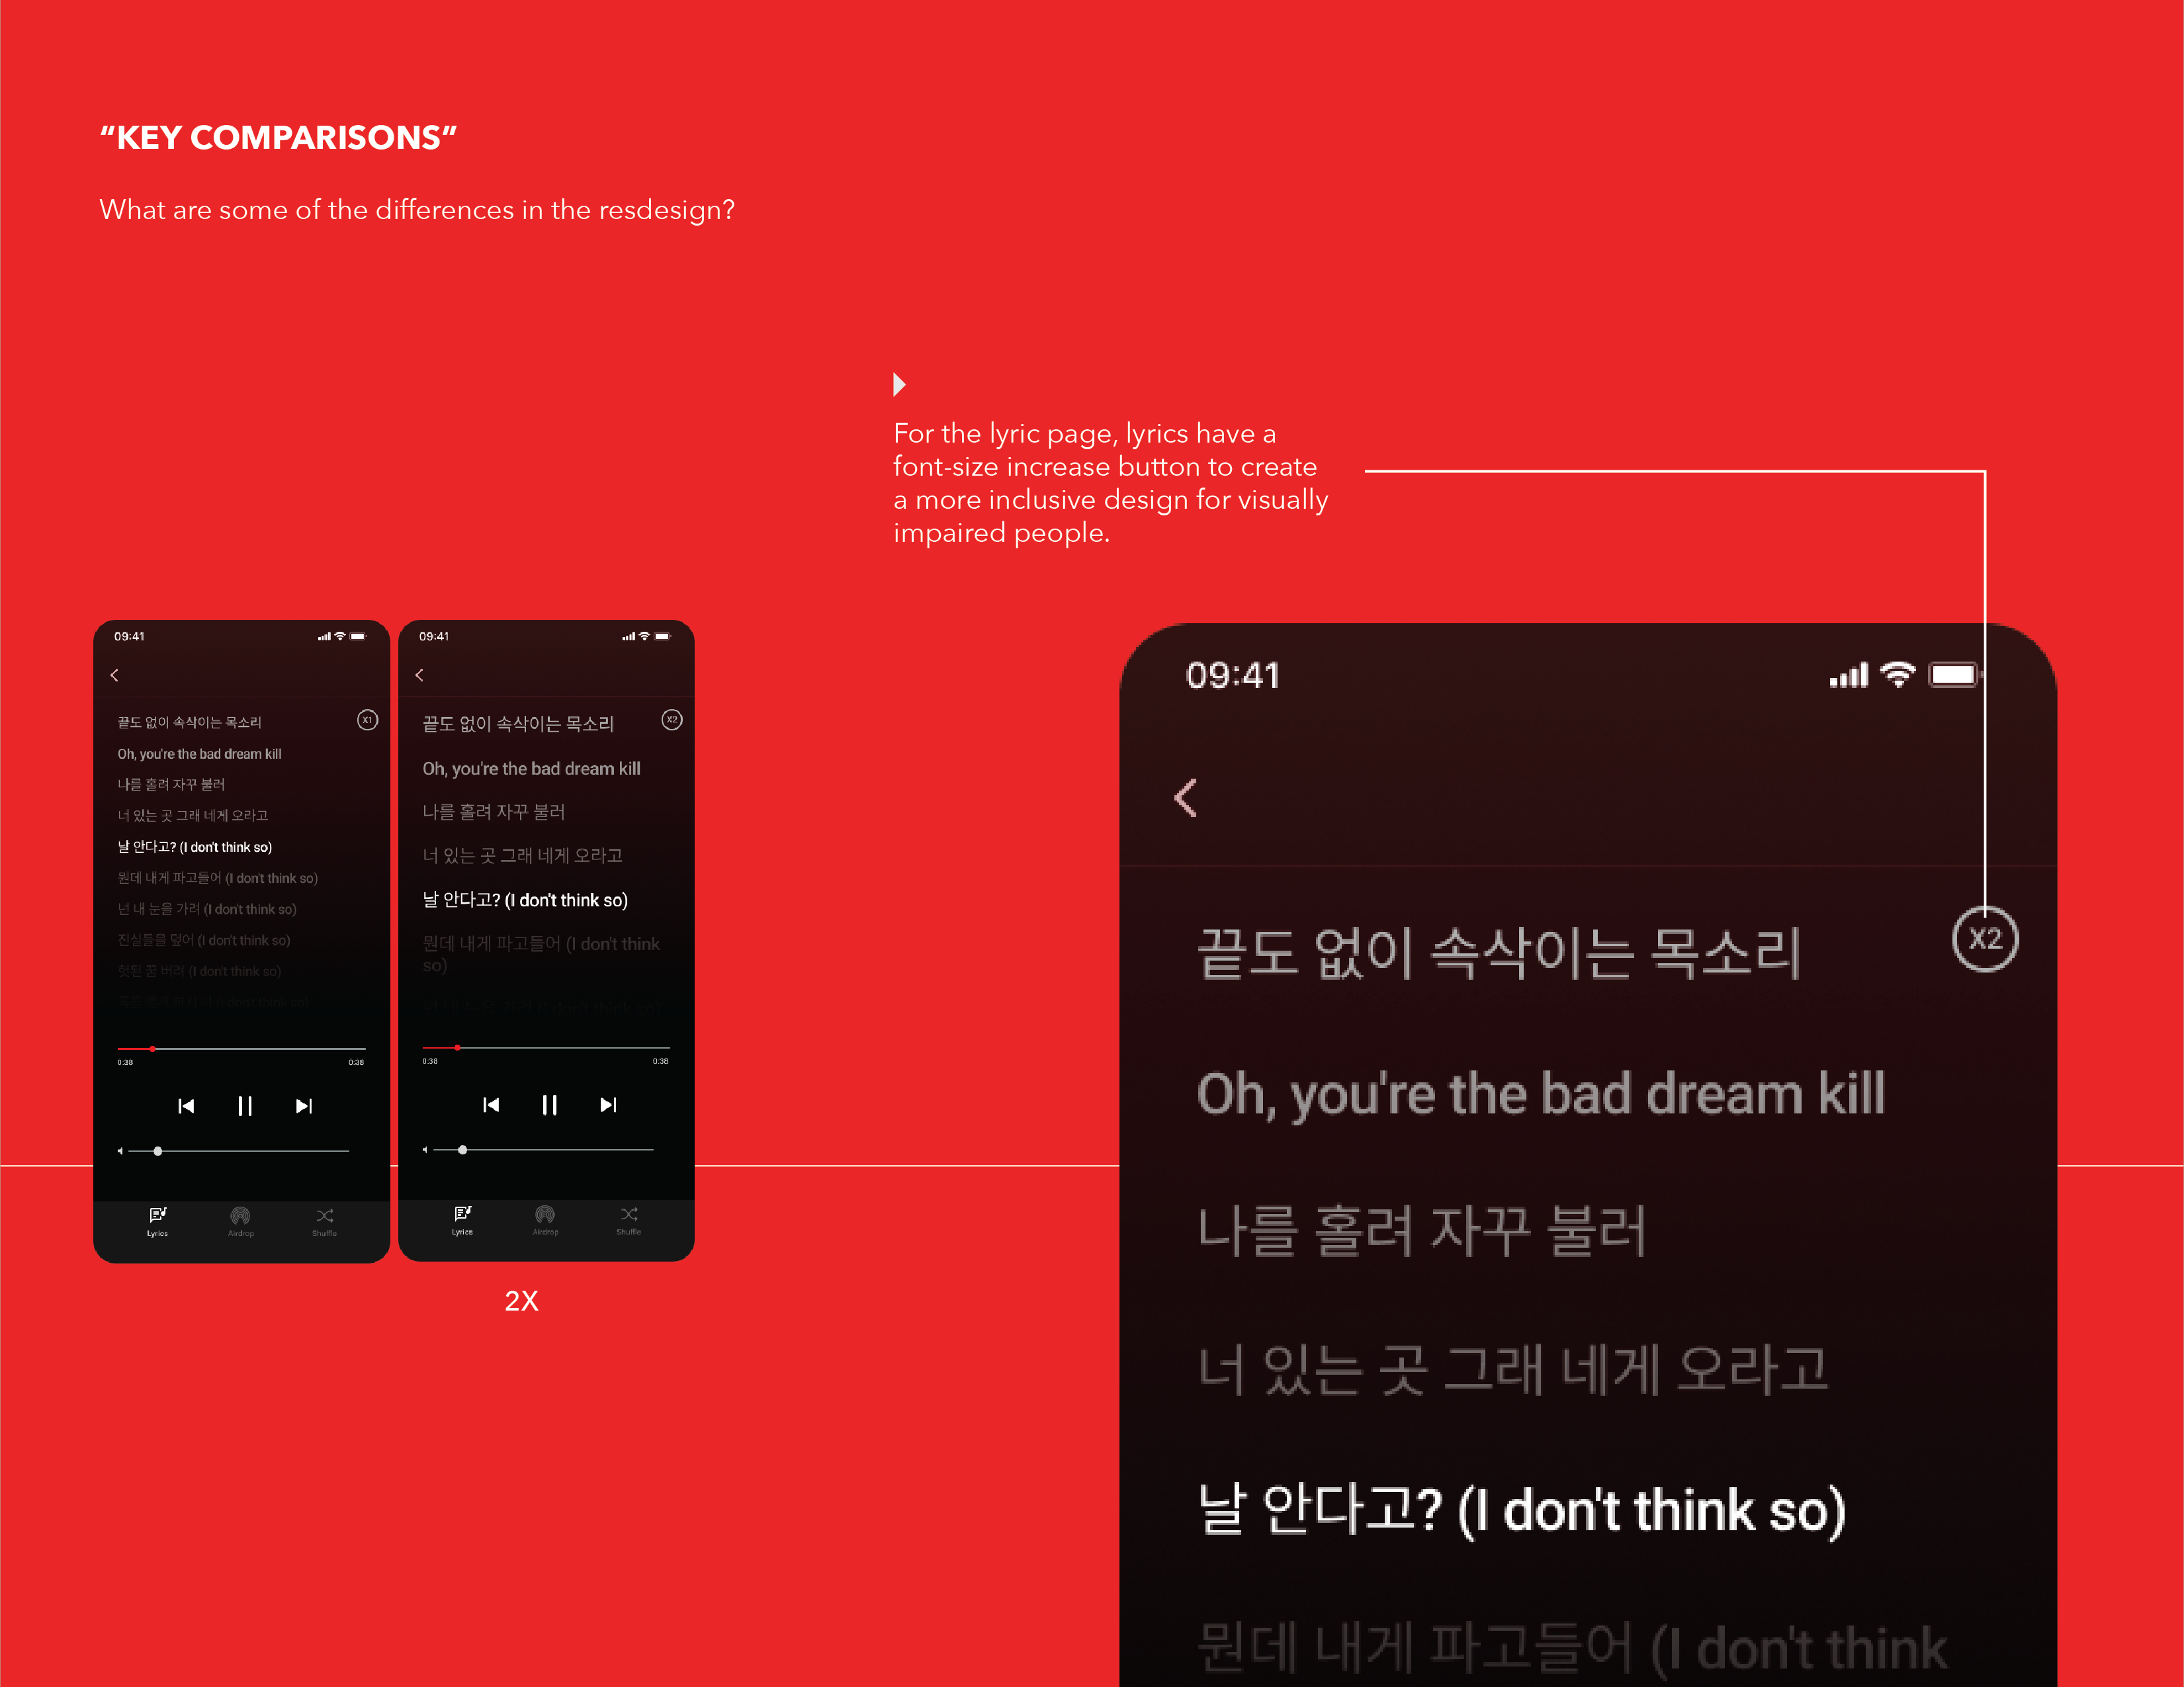 “KEY COMPARISONS”
What are some of the differences in the resdesign?
For the lyric page, lyrics have a
font-size increase button to create
a more inclusive design for visually
impaired people.
09:41
끝도 없이 속삭이는 목소리
X1
Oh, you're the bad dream kill
나를 홀려 자꾸 불러
너 있는 곳 그래 네게 오라고
날 안다고? (I don't think so)
뭔데 내게 파고들어 (I don't think so)
넌 내 눈을 가려 (I don't think so)
진실들을 덮어 (I don't think so)
헛된 꿈 버려 (I don't think so)
(I don't think so)
0:38
0:38
Lyrics
Airdrop
Shuffle
09:41
끝도 없이 속삭이는 목소리
X2
Oh, you're the bad dream kill
나를 홀려 자꾸 불러
너 있는 곳 그래 네게 오라고
날 안다고? (I don't think so)
뭔데 내게 파고들어 (I don't think
so)
넌 내 눈을 가려 (I don't think so)
0:38
0:38
Lyrics
Airdrop
Shuffle
2X
09:41
끝도 없이 속삭이는 목소리
X2
Oh, you're the bad dream kill
나를 홀려 자꾸 불러
너 있는 곳 그래 네게 오라고
날 안다고? (I don't think so)
뭔데 내게 파고들어 (I don't think